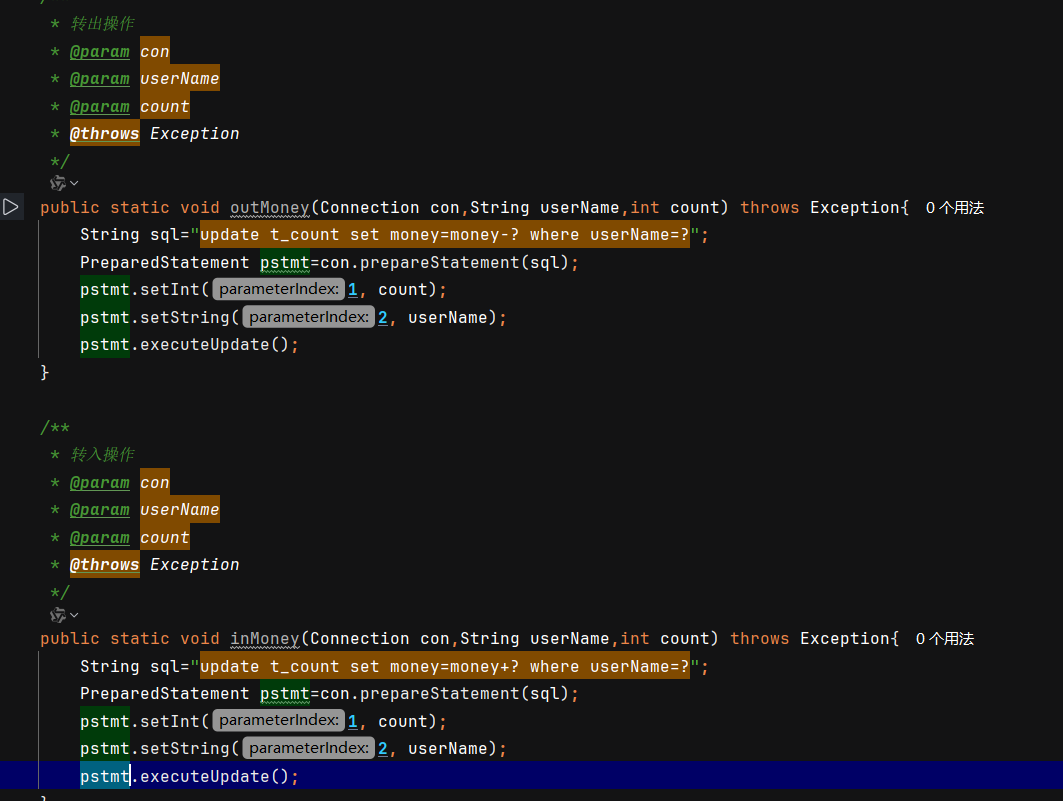 /**
* 转出操作
* @param con
* @param userName
* @param count
* @throws Exception
*/
public static void outMoney(Connection con,String userName,int count) throws Exception{ 0个用法
String sql="update t_count set money=money-? where userName=?";
PreparedStatement pstmt=con.prepareStatement(sql);
pstmt.setInt( parameterIndex: 1, count);
pstmt.setString( parameterIndex: 2, userName);
pstmt.executeUpdate();
}
/**
* 转入操作
* @param con
* @param userName
* @param count
* @throws Exception
*/
public static void inMoney(Connection con,String userName,int count) throws Exception{ 0个用法
String sql="update t_count set money=money+? where userName=?";
PreparedStatement pstmt=con.prepareStatement(sql);
pstmt.setInt( parameterIndex: 1, count);
pstmt.setString( parameterIndex: 2, userName);
pstmt.executeUpdate();
}